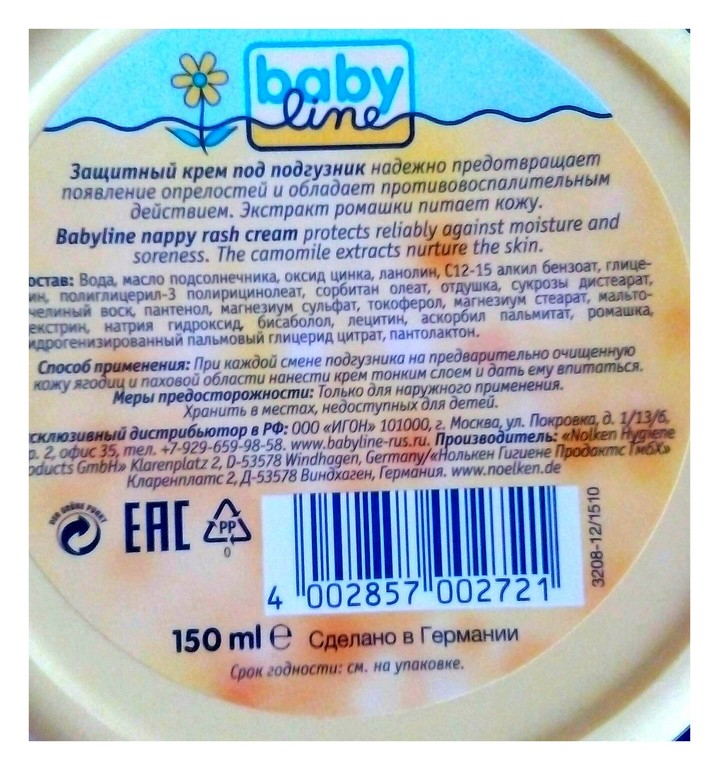 baby
line
Защитный крем под подгузник надежно предотвращает
появление опрелостей и обладает противовоспалительным
действием. Экстракт ромашки питает кожу.
Babyline nappy rash cream protects reliably against moisture and
soreness. The camomile extracts nurture the skin.
остав: Вода, масло подсолнечника, оксид цинка, ланолин, С12-15 алкил бензоат, глице-
ин, полиглицерил-3 полирицинолеат, сорбитан олеат, отдушка, сукрозы дистеарат,
челиный воск, пантенол, магнезиум сульфат, токоферол, магнезиум стеарат, мальто-
екстрин, натрия гидроксид, бисаболол, лецитин, аскорбил пальмитат, ромашка,
идрогенизированный пальмовый глицерид цитрат, пантолактон.
Способ применения: При каждой смене подгузника на предварительно очищенную
кожу ягодиц и паховой области нанести крем тонким слоем и дать ему впитаться.
Меры предосторожности: Только для наружного применения.
Хранить в местах, недоступных для детей.
ксклюзивный дистрибьютор в РФ: ООО «ИГОН» 101000, г. Москва, ул. Покровка, д. 1/13/6,
р. 2, офис 35, тел. +7-929-659-98-58. www.babyline-rus.ru. Производитель: «Nolken Hygiene
oducts GmbH» Klarenplatz 2, D-53578 Windhagen, Germany/«Нолькен Гигиене Продактс ГмбХ»
Кларенплатс 2, Д-53578 Виндхаген, Германия. www.noelken.de
DER GRÜNE PUNKT
EAC
PP
0
4 002857 002721
3208-12/1510
150 ml e Сделано в Германии
Срок годности: см. на упаковке.